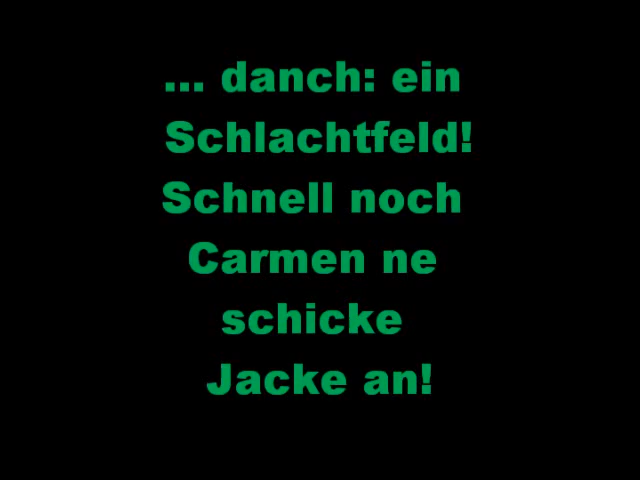 ... danch: ein
Schlachtfeld!
Schnell noch
Carmen ne
schicke
Jacke an!